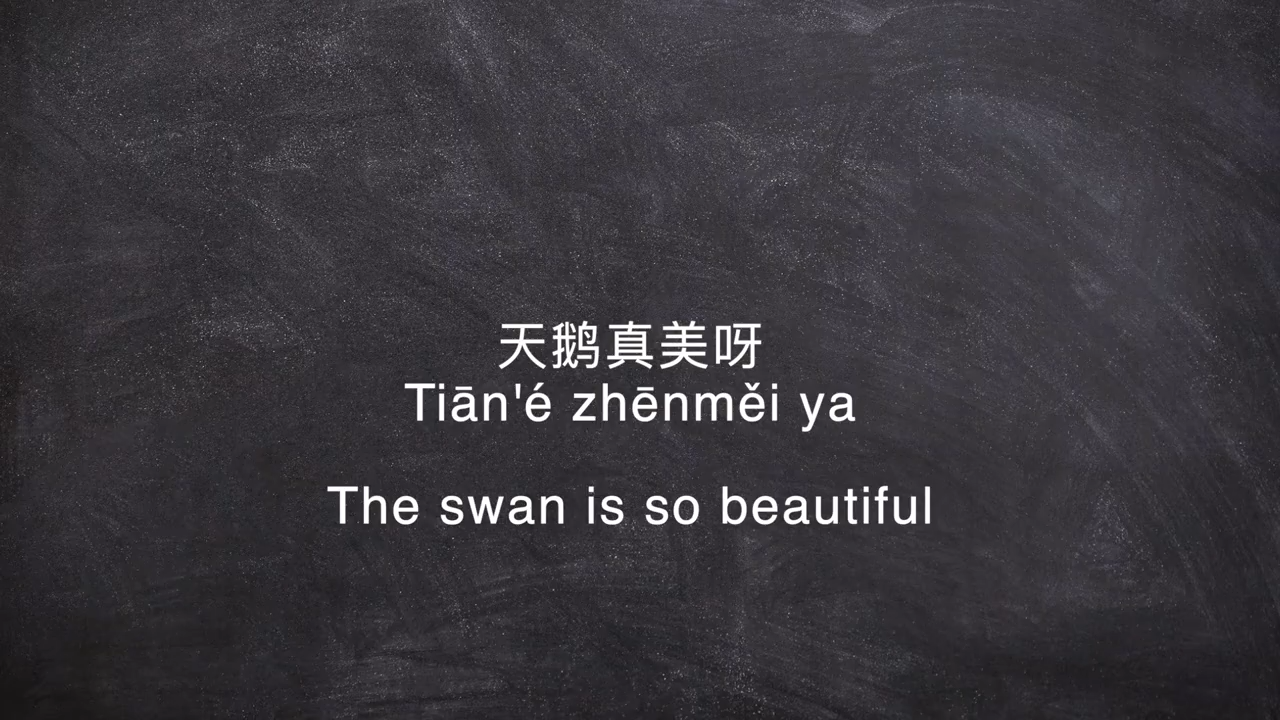 天鹅真美呀
Tiān'é zhēnměi ya
The swan is so beautiful